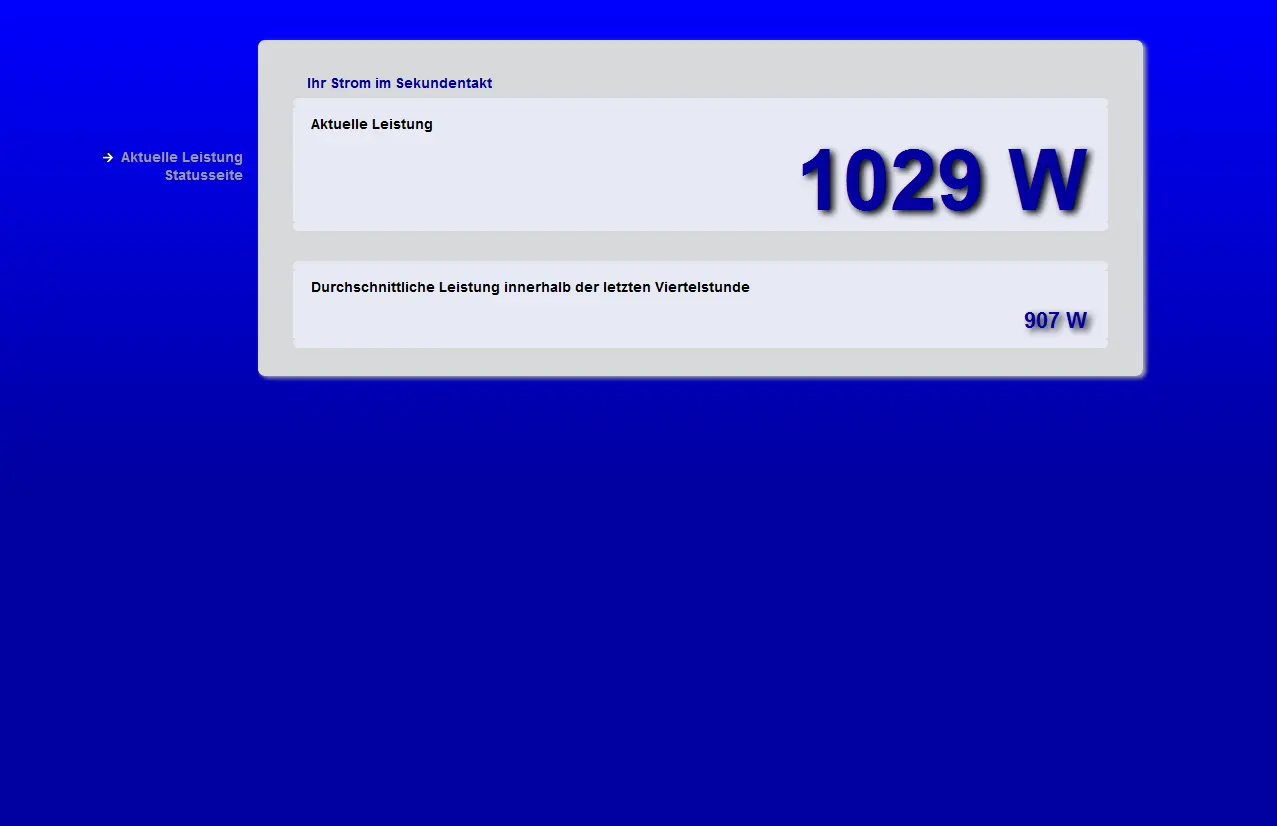 Ihr Strom im Sekundentakt
Aktuelle Leistung
1029 W
→ Aktuelle Leistung
Statusseite
Durchschnittliche Leistung innerhalb der letzten Viertelstunde
907 W